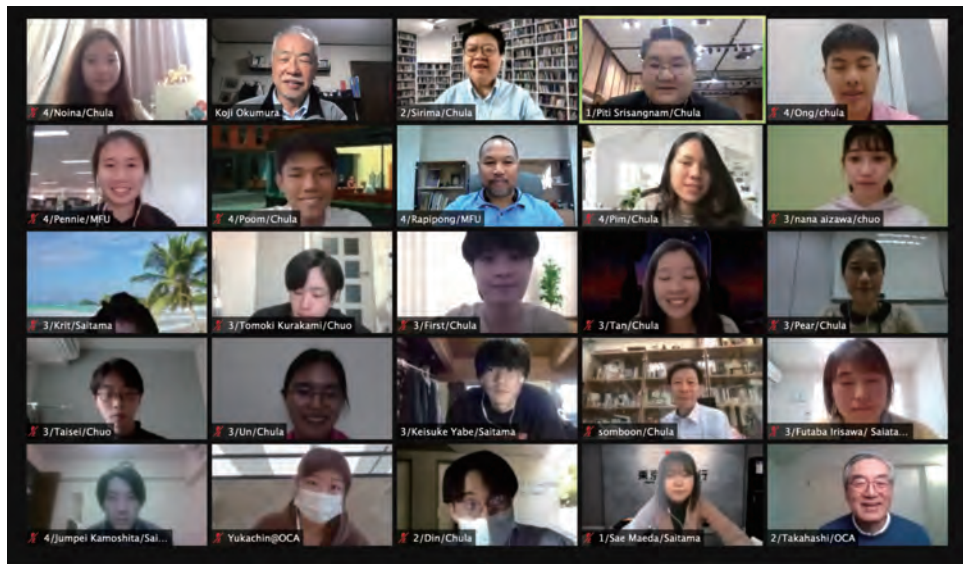 4/Noina/Chula
Koji Okumura
2/Sirima/Chula
1/Piti Srisangnam/Chula
4/Ong/chula
4/Pennie/MFU
4/Poom/Chula
4/Rapipong/MFU
4/Pim/Chula
3/nana aizawa/chuo
3/Krit/Saitama
3/Tomoki Kurakami/Chuo
3/First/Chula
3/Tan/Chula
3/Pear/Chula
3/Taisei/Chuo
3/Un/Chula
3/Keisuke Yabe/Saitama
somboon/Chula
3/Futaba Irisawa/ Saiata...
4/Jumpei Kamoshita/Sai...
Yukachin@OCA
2/Din/Chula
1/Sae Maeda/Saitama
2/Takahashi/OCA